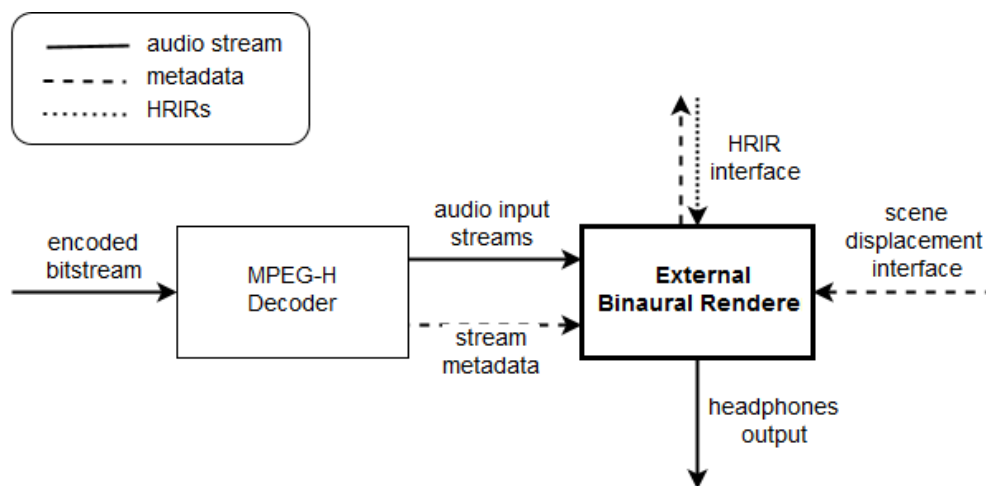 audio stream
metadata
HRIRs
HRIR
interface
audio input
streams
scene
displacement
interface
encoded
bitstream
MPEG-H
Decoder
External
Binaural Rendere
stream
metadata
headphones
output